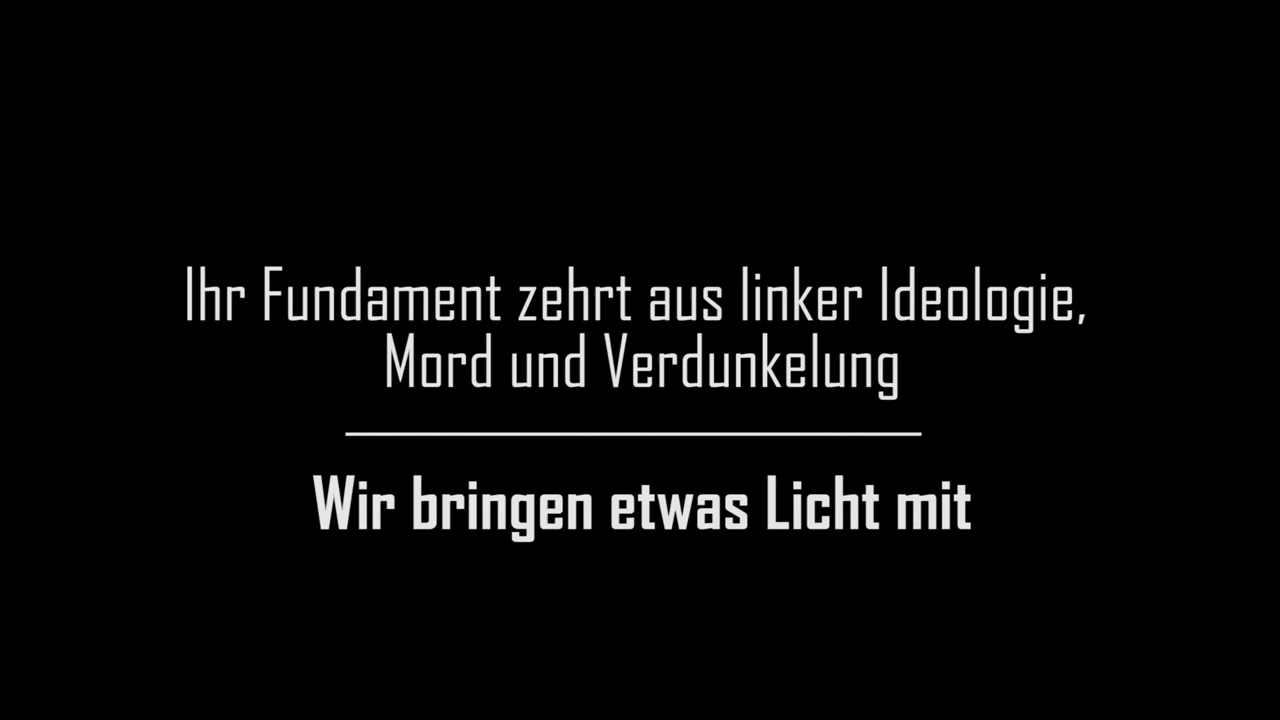 Ihr Fundament zehrt aus linker Ideologie,
Mord und Verdunkelung
Wir bringen etwas Licht mit